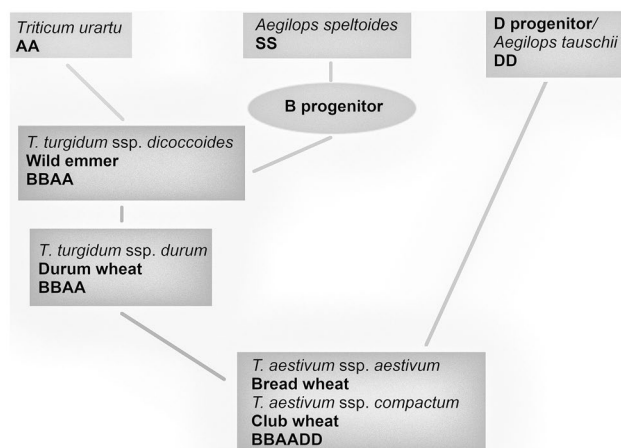 Triticum urartu
AA
Aegilops speltoides
SS
D progenitor/
Aegilops tauschii
DD
B progenitor
T. turgidum ssp. dicoccoides
Wild emmer
BBAA
T. turgidum ssp. durum
Durum wheat
BBAA
T. aestivum ssp. aestivum
Bread wheat
T. aestivum ssp. compactum
Club wheat
BBAADD